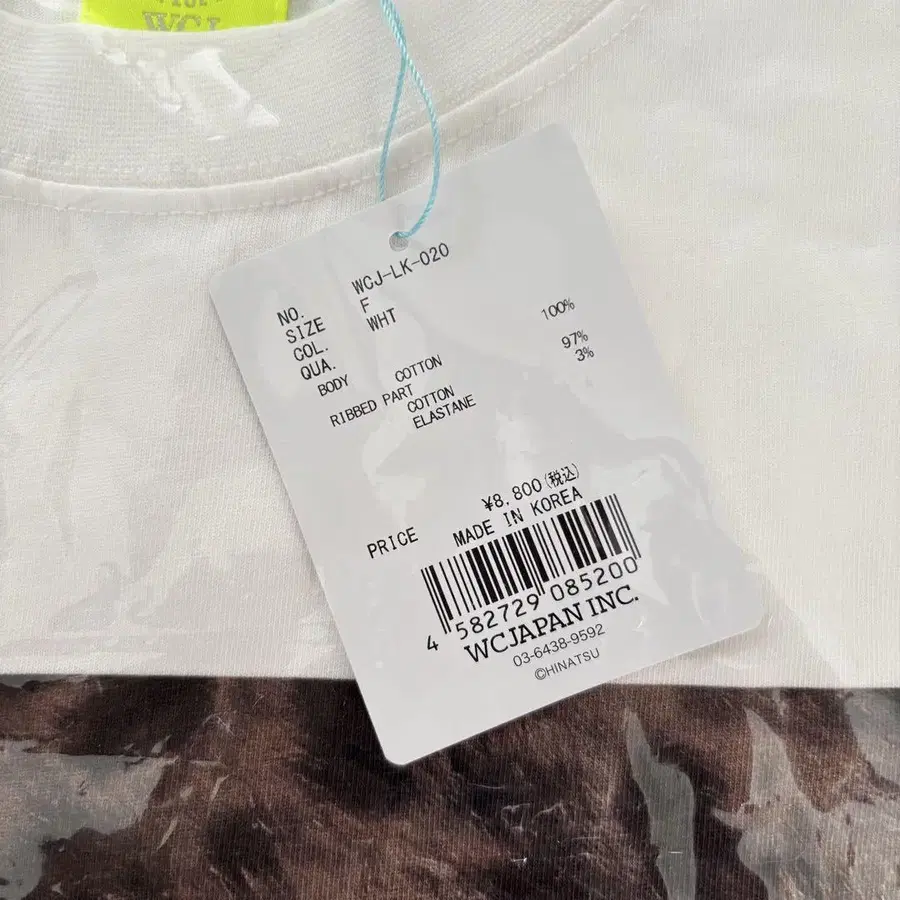 WCJ
NO. WCJ-LK-020
SIZE F
COL. WHT
QUA.
BODY COTTON 100%
RIBBED PART
COTTON 97%
ELASTANE 3%
¥8,800(税込)
PRICE MADE IN KOREA
4 582729 085200
WCJAPAN INC.
03-6438-9592
©HINATSU